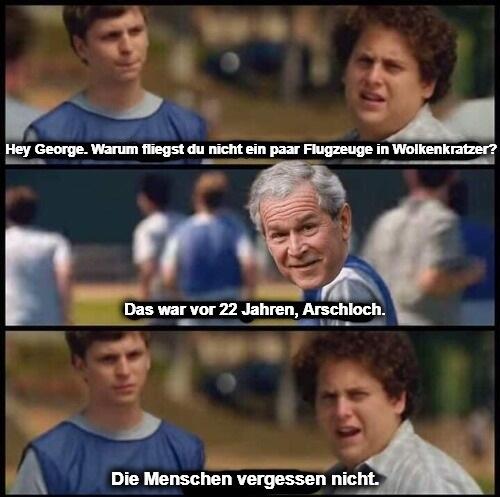 Hey George. Warum fliegst du nicht ein paar Flugzeuge in Wolkenkratzer?
Das war vor 22 Jahren, Arschloch.
Die Menschen vergessen nicht.